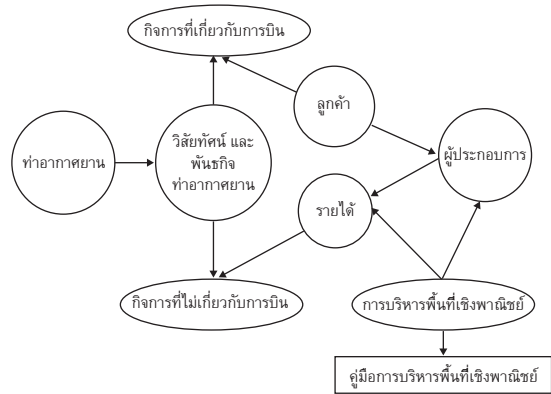 กิจการที่เกี่ยวกับการบิน
ลูกค้า
ท่าอากาศยาน
วิสัยทัศน์ และ
พันธกิจ
ท่าอากาศยาน
ผู้ประกอบการ
รายได้
กิจการที่ไม่เกี่ยวกับการบิน
การบริหารพื้นที่เชิงพาณิชย์
คู่มือการบริหารพื้นที่เชิงพาณิชย์